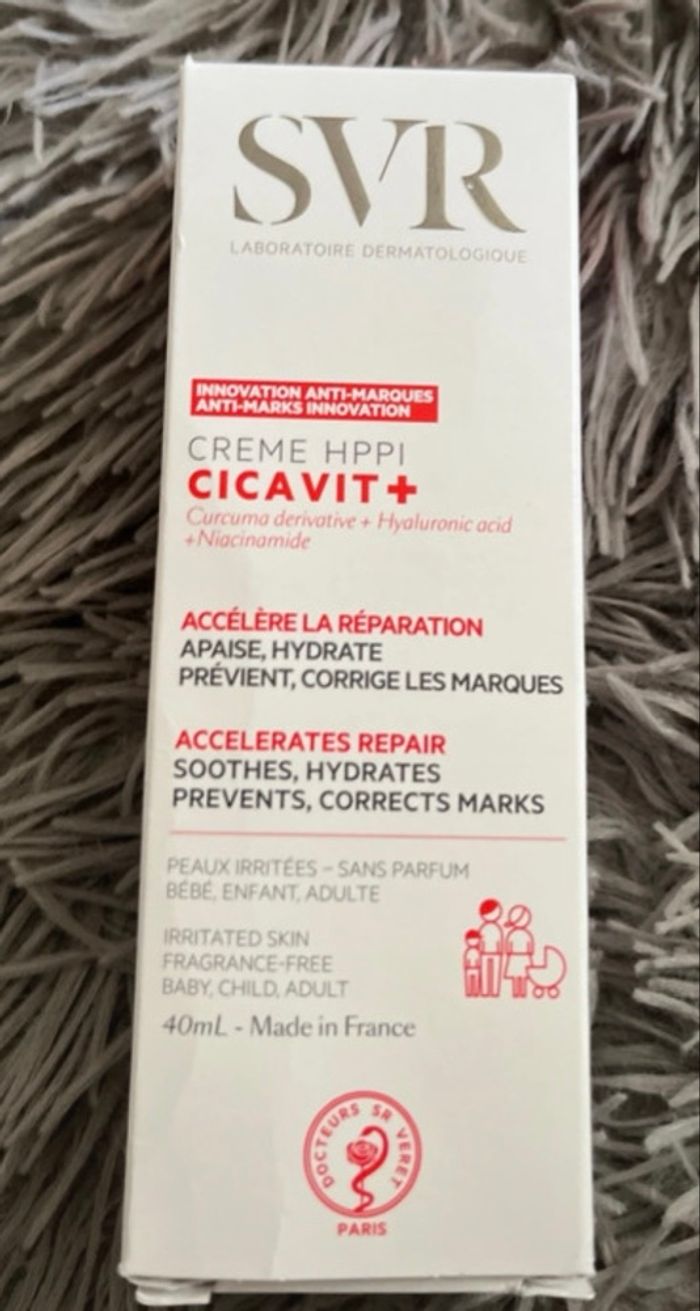 SVR
LABORATOIRE DERMATOLOGIQUE
INNOVATION ANTI-MARQUES
ANTI-MARKS INNOVATION
CREME HPPI
CICAVIT+
Curcuma derivative + Hyaluronic acid
+Niacinamide
ACCÉLÈRE LA RÉPARATION
APAISE, HYDRATE
PRÉVIENT, CORRIGE LES MARQUES
ACCELERATES REPAIR
SOOTHES, HYDRATES
PREVENTS, CORRECTS MARKS
PEAUX IRRITÉES – SANS PARFUM
BÉBÉ, ENFANT, ADULTE
IRRITATED SKIN
FRAGRANCE-FREE
BABY, CHILD, ADULT
40mL - Made in France
DOCTEURS SR VERET
PARIS